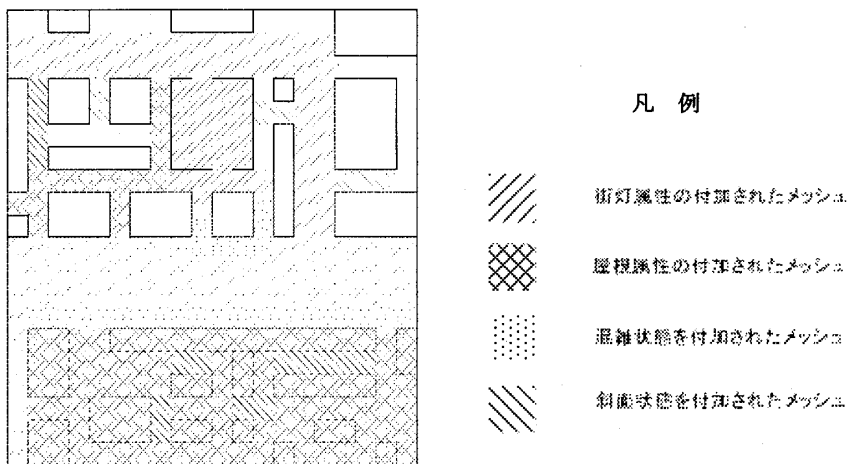 凡 例
街灯属性の付加されたメッシュ
屋根属性の付加されたメッシュ
混雑状態を付加されたメッシュ
斜面状態を付加されたメッシュ